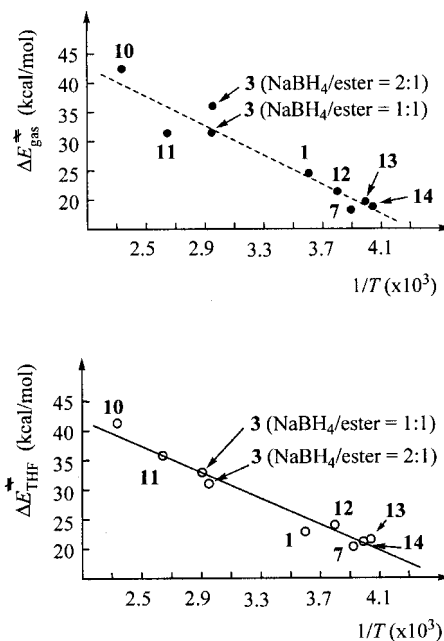 ΔE‡gas (kcal/mol)
45
40
35
30
25
20
10
3 (NaBH4/ester = 2:1)
3 (NaBH4/ester = 1:1)
11
1
12
13
7
14
2.5 2.9 3.3 3.7 4.1
1/T (x10³)
ΔE‡THF (kcal/mol)
45
40
35
30
25
20
10
3 (NaBH4/ester = 1:1)
3 (NaBH4/ester = 2:1)
11
12
13
1
7
14
2.5 2.9 3.3 3.7 4.1
1/T (x10³)